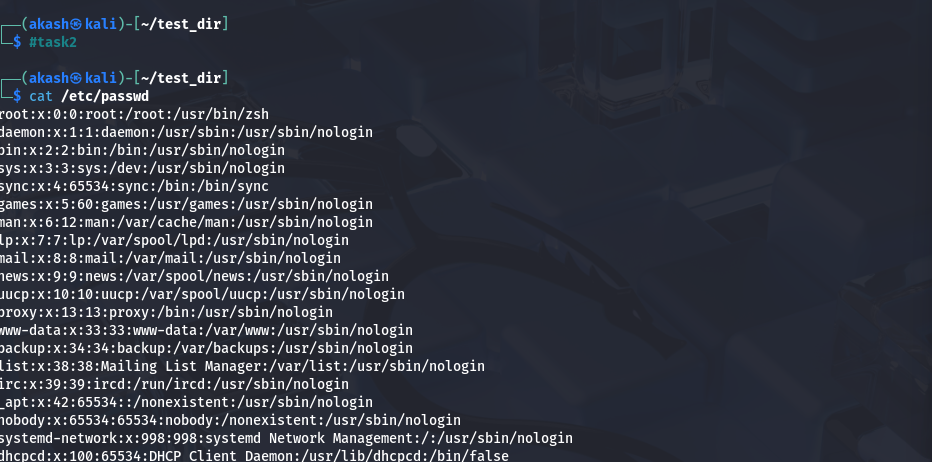 ┌──(akash㉿kali)-[~/test_dir]
└─$ #task2
┌──(akash㉿kali)-[~/test_dir]
└─$ cat /etc/passwd
root:x:0:0:root:/root:/usr/bin/zsh
daemon:x:1:1:daemon:/usr/sbin:/usr/sbin/nologin
bin:x:2:2:bin:/bin:/usr/sbin/nologin
sys:x:3:3:sys:/dev:/usr/sbin/nologin
sync:x:4:65534:sync:/bin:/bin/sync
games:x:5:60:games:/usr/games:/usr/sbin/nologin
man:x:6:12:man:/var/cache/man:/usr/sbin/nologin
lp:x:7:7:lp:/var/spool/lpd:/usr/sbin/nologin
mail:x:8:8:mail:/var/mail:/usr/sbin/nologin
news:x:9:9:news:/var/spool/news:/usr/sbin/nologin
uucp:x:10:10:uucp:/var/spool/uucp:/usr/sbin/nologin
proxy:x:13:13:proxy:/bin:/usr/sbin/nologin
www-data:x:33:33:www-data:/var/www:/usr/sbin/nologin
backup:x:34:34:backup:/var/backups:/usr/sbin/nologin
list:x:38:38:Mailing List Manager:/var/list:/usr/sbin/nologin
irc:x:39:39:ircd:/run/ircd:/usr/sbin/nologin
_apt:x:42:65534::/nonexistent:/usr/sbin/nologin
nobody:x:65534:65534:nobody:/nonexistent:/usr/sbin/nologin
systemd-network:x:998:998:systemd Network Management:/:/usr/sbin/nologin
dhcpcd:x:100:65534:DHCP Client Daemon:/usr/lib/dhcpcd:/bin/false